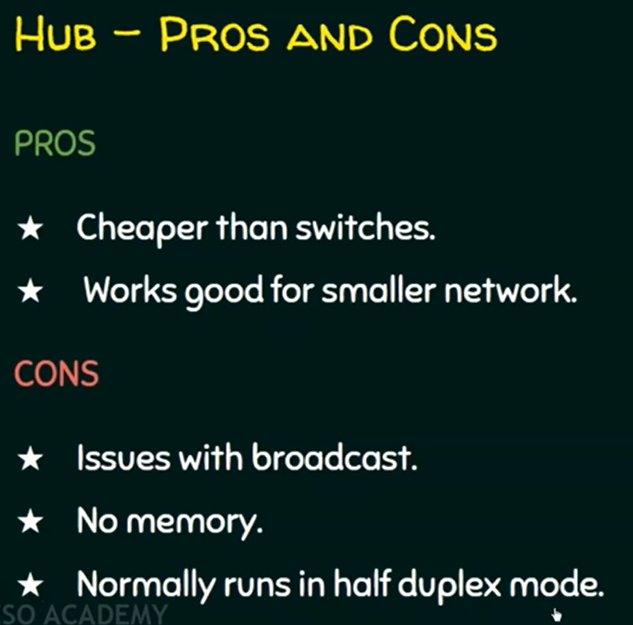 Hub – Pros and Cons
PROS
★ Cheaper than switches.
★ Works good for smaller network.
CONS
★ Issues with broadcast.
★ No memory.
★ Normally runs in half duplex mode.
SO ACADEMY